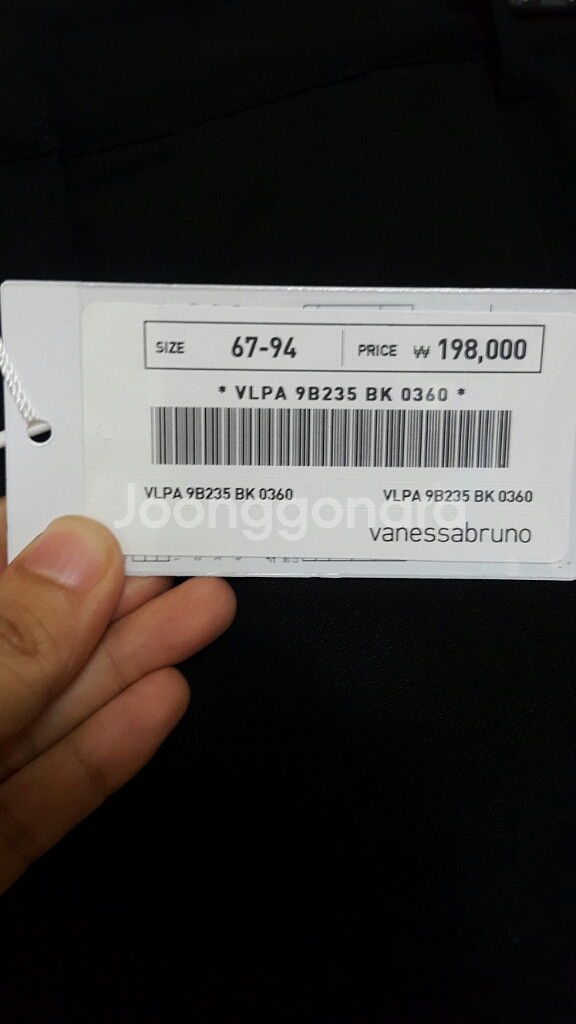 SIZE 67-94 PRICE ₩ 198,000
* VLPA 9B235 BK 0360 *
VLPA 9B235 BK 0360 VLPA 9B235 BK 0360
Joonggonara
vanessabruno